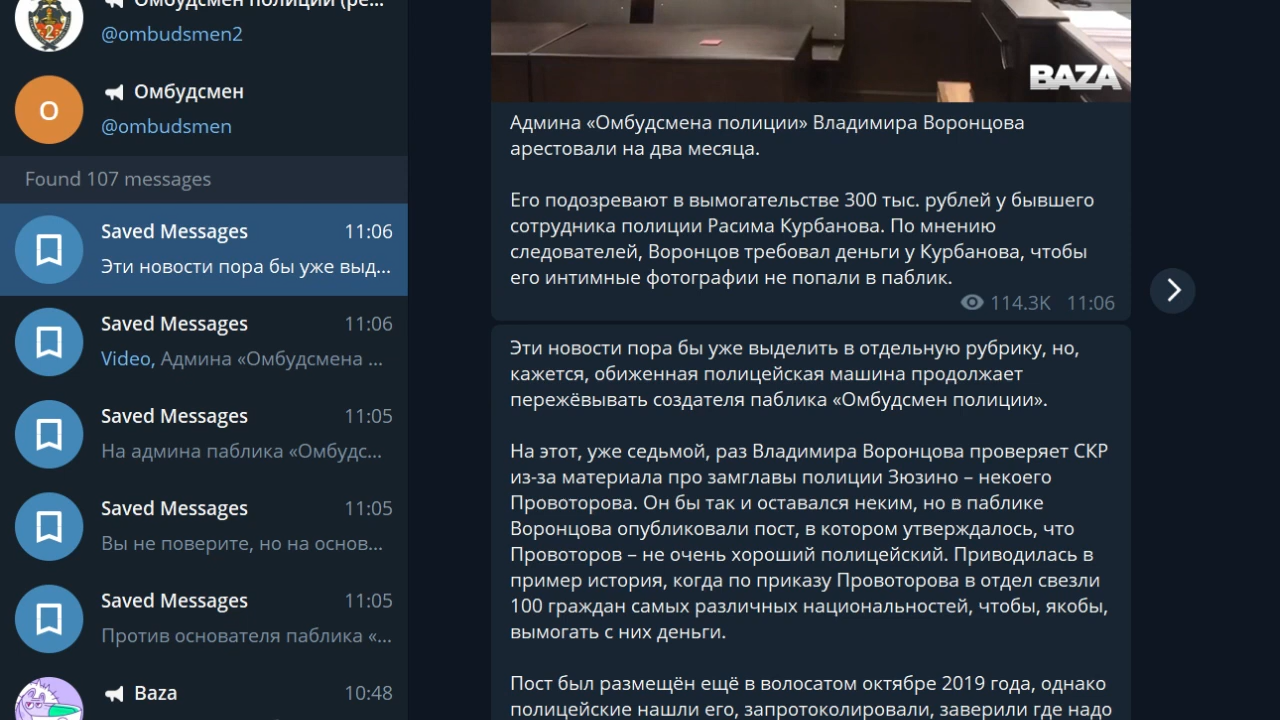 Омбудсмен полиции (ре...
@ombudsmen2
О
Омбудсмен
@ombudsmen
Found 107 messages
Saved Messages 11:06
Эти новости пора бы уже выд...
Saved Messages 11:06
Video, Админа «Омбудсмена ...
Saved Messages 11:05
На админа паблика «Омбудс...
Saved Messages 11:05
Вы не поверите, но на основ...
Saved Messages 11:05
Против основателя паблика «...
Baza 10:48
BAZA
Админа «Омбудсмена полиции» Владимира Воронцова
арестовали на два месяца.
Его подозревают в вымогательстве 300 тыс. рублей у бывшего
сотрудника полиции Расима Курбанова. По мнению
следователей, Воронцов требовал деньги у Курбанова, чтобы
его интимные фотографии не попали в паблик.
114.3K 11:06
Эти новости пора бы уже выделить в отдельную рубрику, но,
кажется, обиженная полицейская машина продолжает
пережёвывать создателя паблика «Омбудсмен полиции».
На этот, уже седьмой, раз Владимира Воронцова проверяет СКР
из-за материала про замглавы полиции Зюзино – некоего
Провоторова. Он бы так и оставался неким, но в паблике
Воронцова опубликовали пост, в котором утверждалось, что
Провоторов – не очень хороший полицейский. Приводилась в
пример история, когда по приказу Провоторова в отдел свезли
100 граждан самых различных национальностей, чтобы, якобы,
вымогать с них деньги.
Пост был размещён ещё в волосатом октябре 2019 года, однако
полицейские нашли его, запротоколировали, заверили где надо